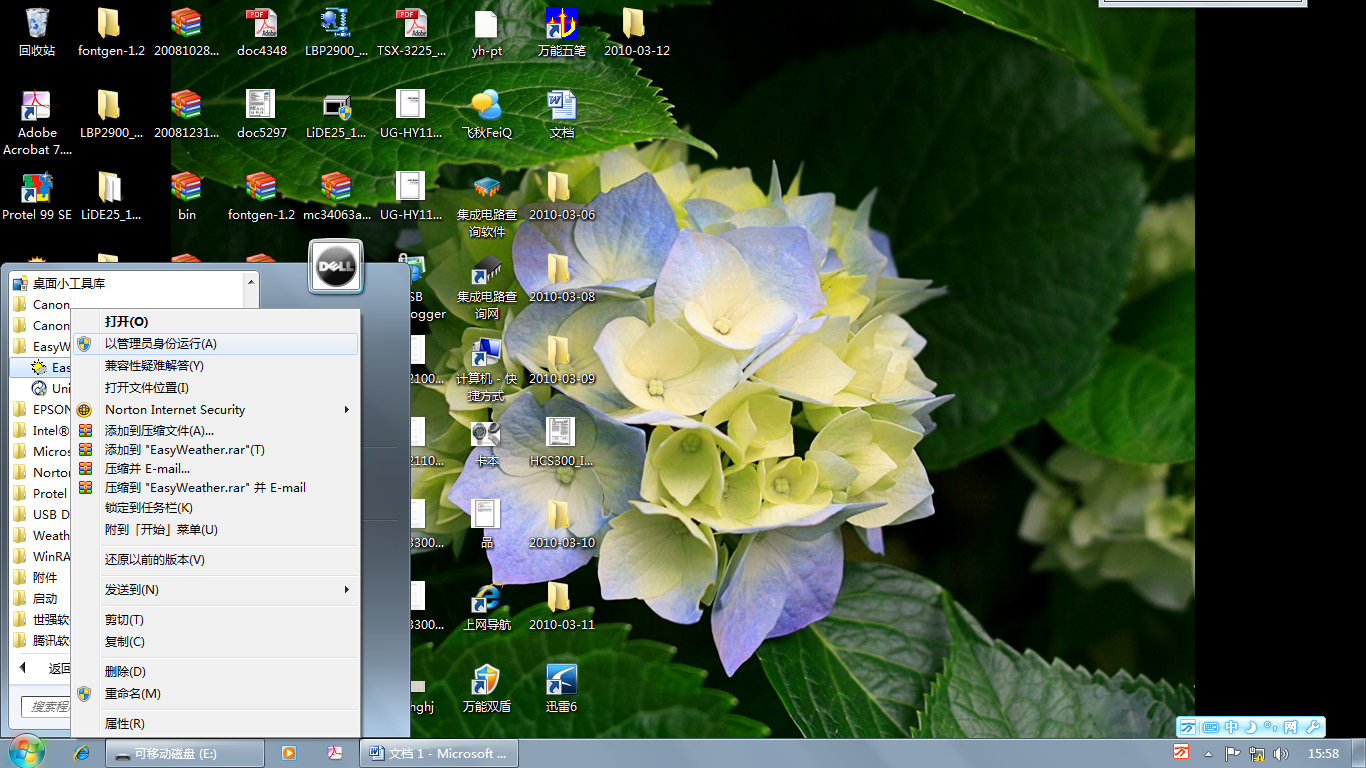 回收站
fontgen-1.2
20081028...
doc4348
LBP2900_...
TSX-3225_...
yh-pt
万能五笔
2010-03-12
Adobe
Acrobat 7....
LBP2900_...
20081231...
doc5297
LiDE25_1...
UG-HY11...
飞秋FeiQ
文档
Protel 99 SE
LiDE25_1...
bin
fontgen-1.2
mc34063a...
UG-HY11...
集成电路查
询软件
2010-03-06
DELL
集成电路查
询网
2010-03-08
计算机 - 快
捷方式
2010-03-09
卡本
HCS300_I...
品
2010-03-10
上网导航
2010-03-11
万能双盾
迅雷6
SB
ogger
2100...
2110...
3300...
3300...
nghj
桌面小工具库
Canon
Canon
EasyW
Eas
Uni
EPSON
Intel®
Micros
Norton
Protel
USB D
Weath
WinRA
附件
启动
世强软
腾讯软
返回
搜索程
打开(O)
以管理员身份运行(A)
兼容性疑难解答(Y)
打开文件位置(I)
Norton Internet Security
添加到压缩文件(A)...
添加到 "EasyWeather.rar"(T)
压缩并 E-mail...
压缩到 "EasyWeather.rar" 并 E-mail
锁定到任务栏(K)
附到「开始」菜单(U)
还原以前的版本(V)
发送到(N)
剪切(T)
复制(C)
删除(D)
重命名(M)
属性(R)
中
可移动磁盘 (E:)
文档 1 - Microsoft ...
15:58